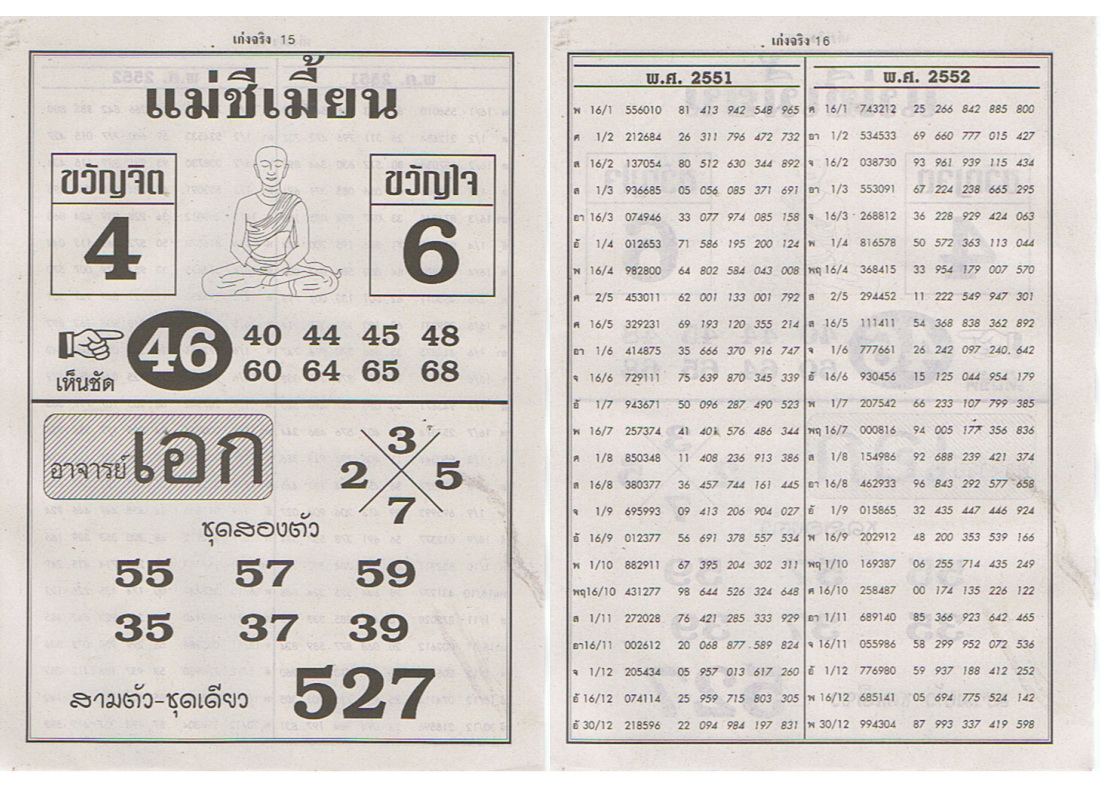 เก่งจริง 15
แม่ชีเมี้ยน
ขวัญจิต
4
ขวัญใจ
6
เห็นชัด
46
40 44 45 48
60 64 65 68
อาจารย์เอก
3
2 5
7
ชุดสองตัว
55 57 59
35 37 39
สามตัว-ชุดเดียว 527
เก่งจริง 16
พ.ศ. 2551 พ.ศ. 2552
พ 16/1 556010 81 413 942 548 965 ศ 16/1 743212 25 266 842 885 800
ศ 1/2 212684 26 311 796 472 732 อา 1/2 534533 69 660 777 015 427
ส 16/2 137054 80 512 630 344 892 จ 16/2 038730 93 961 939 115 434
ส 1/3 936685 05 056 085 371 691 อา 1/3 553091 67 224 238 665 295
อา 16/3 074946 33 077 974 085 158 จ 16/3 268812 36 228 929 424 063
อั 1/4 012653 71 586 195 200 124 พ 1/4 816578 50 572 363 113 044
พ 16/4 982800 64 802 584 043 008 พฤ 16/4 368415 33 954 179 007 570
ศ 2/5 453011 62 001 133 001 792 ส 2/5 294452 11 222 549 947 301
ศ 16/5 329231 69 193 120 355 214 ส 16/5 111411 54 368 838 362 892
อา 1/6 414875 35 666 370 916 747 จ 1/6 777661 26 242 097 240 642
จ 16/6 729111 75 639 870 345 339 อั 16/6 930456 15 125 044 954 179
อั 1/7 943671 50 096 287 490 523 พ 1/7 207542 66 233 107 799 385
พ 16/7 257374 41 401 576 486 344 พฤ 16/7 000816 94 005 177 356 836
ศ 1/8 850348 11 408 236 913 386 ส 1/8 154986 92 688 239 421 374
ส 16/8 380377 36 457 744 161 445 อา 16/8 462933 96 843 292 577 658
จ 1/9 695993 09 413 206 904 027 อั 1/9 015865 32 435 447 446 924
อั 16/9 012377 56 691 378 557 534 พ 16/9 202912 48 200 353 539 166
พ 1/10 882911 67 395 204 302 311 พฤ 1/10 169387 06 255 714 435 249
พฤ 16/10 431277 98 644 526 324 648 ศ 16/10 258487 00 174 135 226 122
ส 1/11 272028 76 421 285 333 929 อา 1/11 689140 85 366 923 642 465
อา 16/11 002612 20 068 877 589 824 จ 16/11 055986 58 299 952 072 536
จ 1/12 205434 05 957 013 617 260 อั 1/12 776980 59 937 188 412 252
อั 16/12 074114 25 959 715 803 305 พ 16/12 685141 05 694 775 524 142
อั 30/12 218596 22 094 984 197 831 พ 30/12 994304 87 993 337 419 598